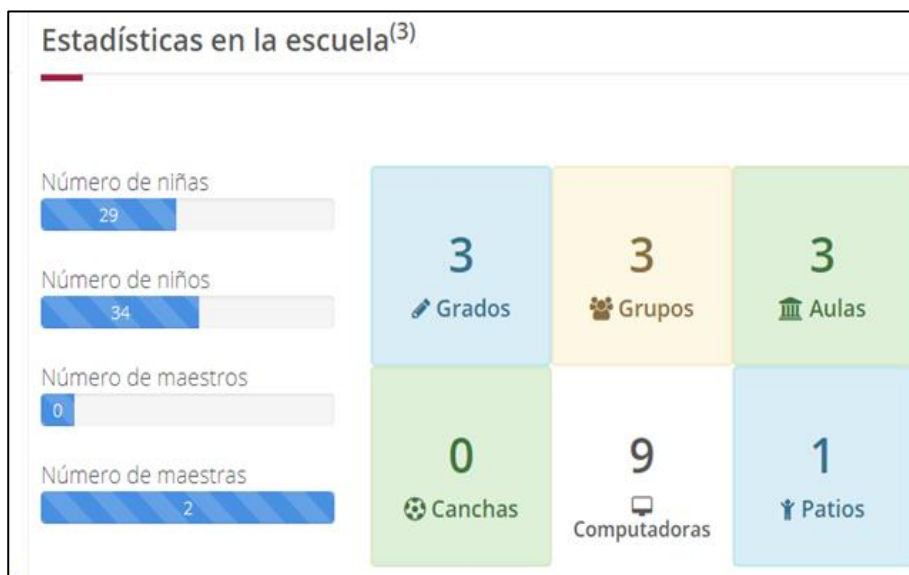 Estadísticas en la escuela(3)
Número de niñas
29
Número de niños
34
Número de maestros
0
Número de maestras
2
3
Grados
3
Grupos
3
Aulas
0
Canchas
9
Computadoras
1
Patios